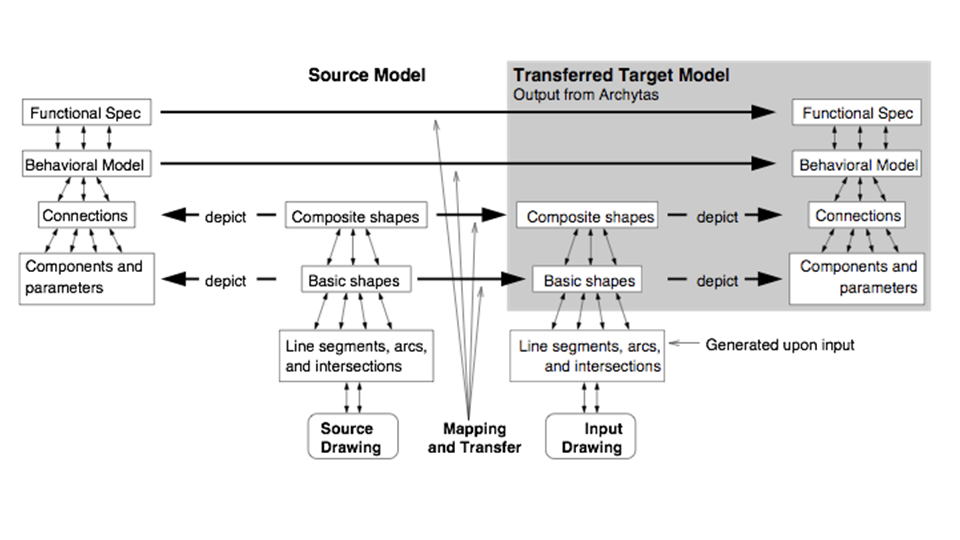 Source Model
Transferred Target Model
Output from Archytas
Functional Spec
Functional Spec
Behavioral Model
Behavioral Model
Connections
depict
Composite shapes
Composite shapes
depict
Connections
Components and
parameters
depict
Basic shapes
Basic shapes
depict
Components and
parameters
Line segments, arcs,
and intersections
Line segments, arcs,
and intersections
Generated upon input
Source
Drawing
Mapping
and Transfer
Input
Drawing